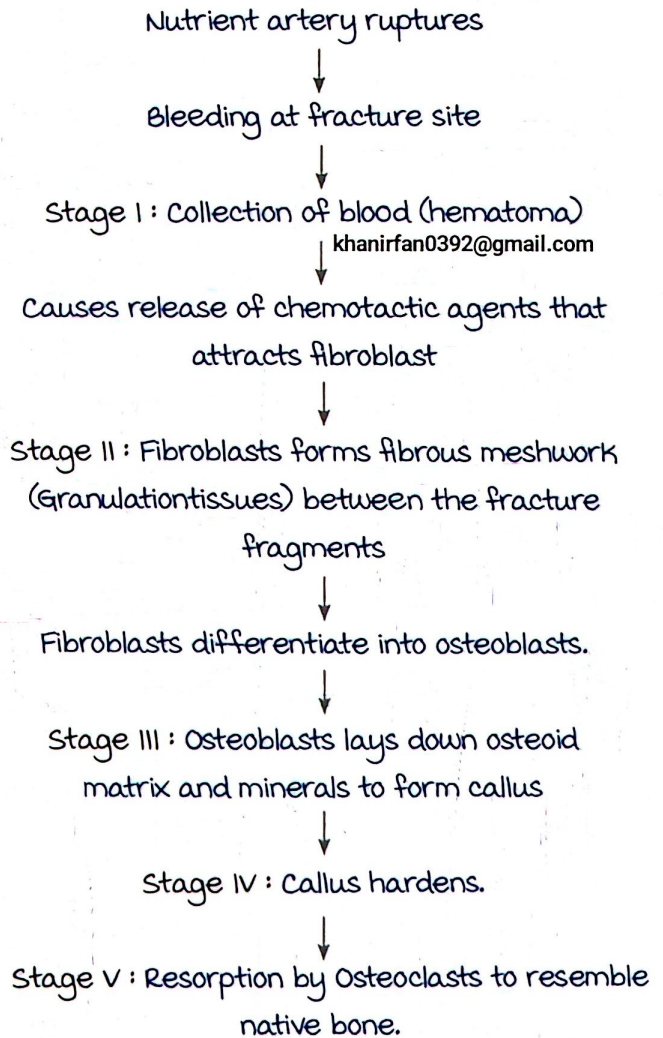 Nutrient artery ruptures
Bleeding at fracture site
Stage I : Collection of blood (hematoma)
khanirfan0392@gmail.com
Causes release of chemotactic agents that
attracts fibroblast
Stage II : Fibroblasts forms fibrous meshwork
(Granulationtissues) between the fracture
fragments
Fibroblasts differentiate into osteoblasts.
Stage III : Osteoblasts lays down osteoid
matrix and minerals to form callus
Stage IV : Callus hardens.
Stage V : Resorption by Osteoclasts to resemble
native bone.